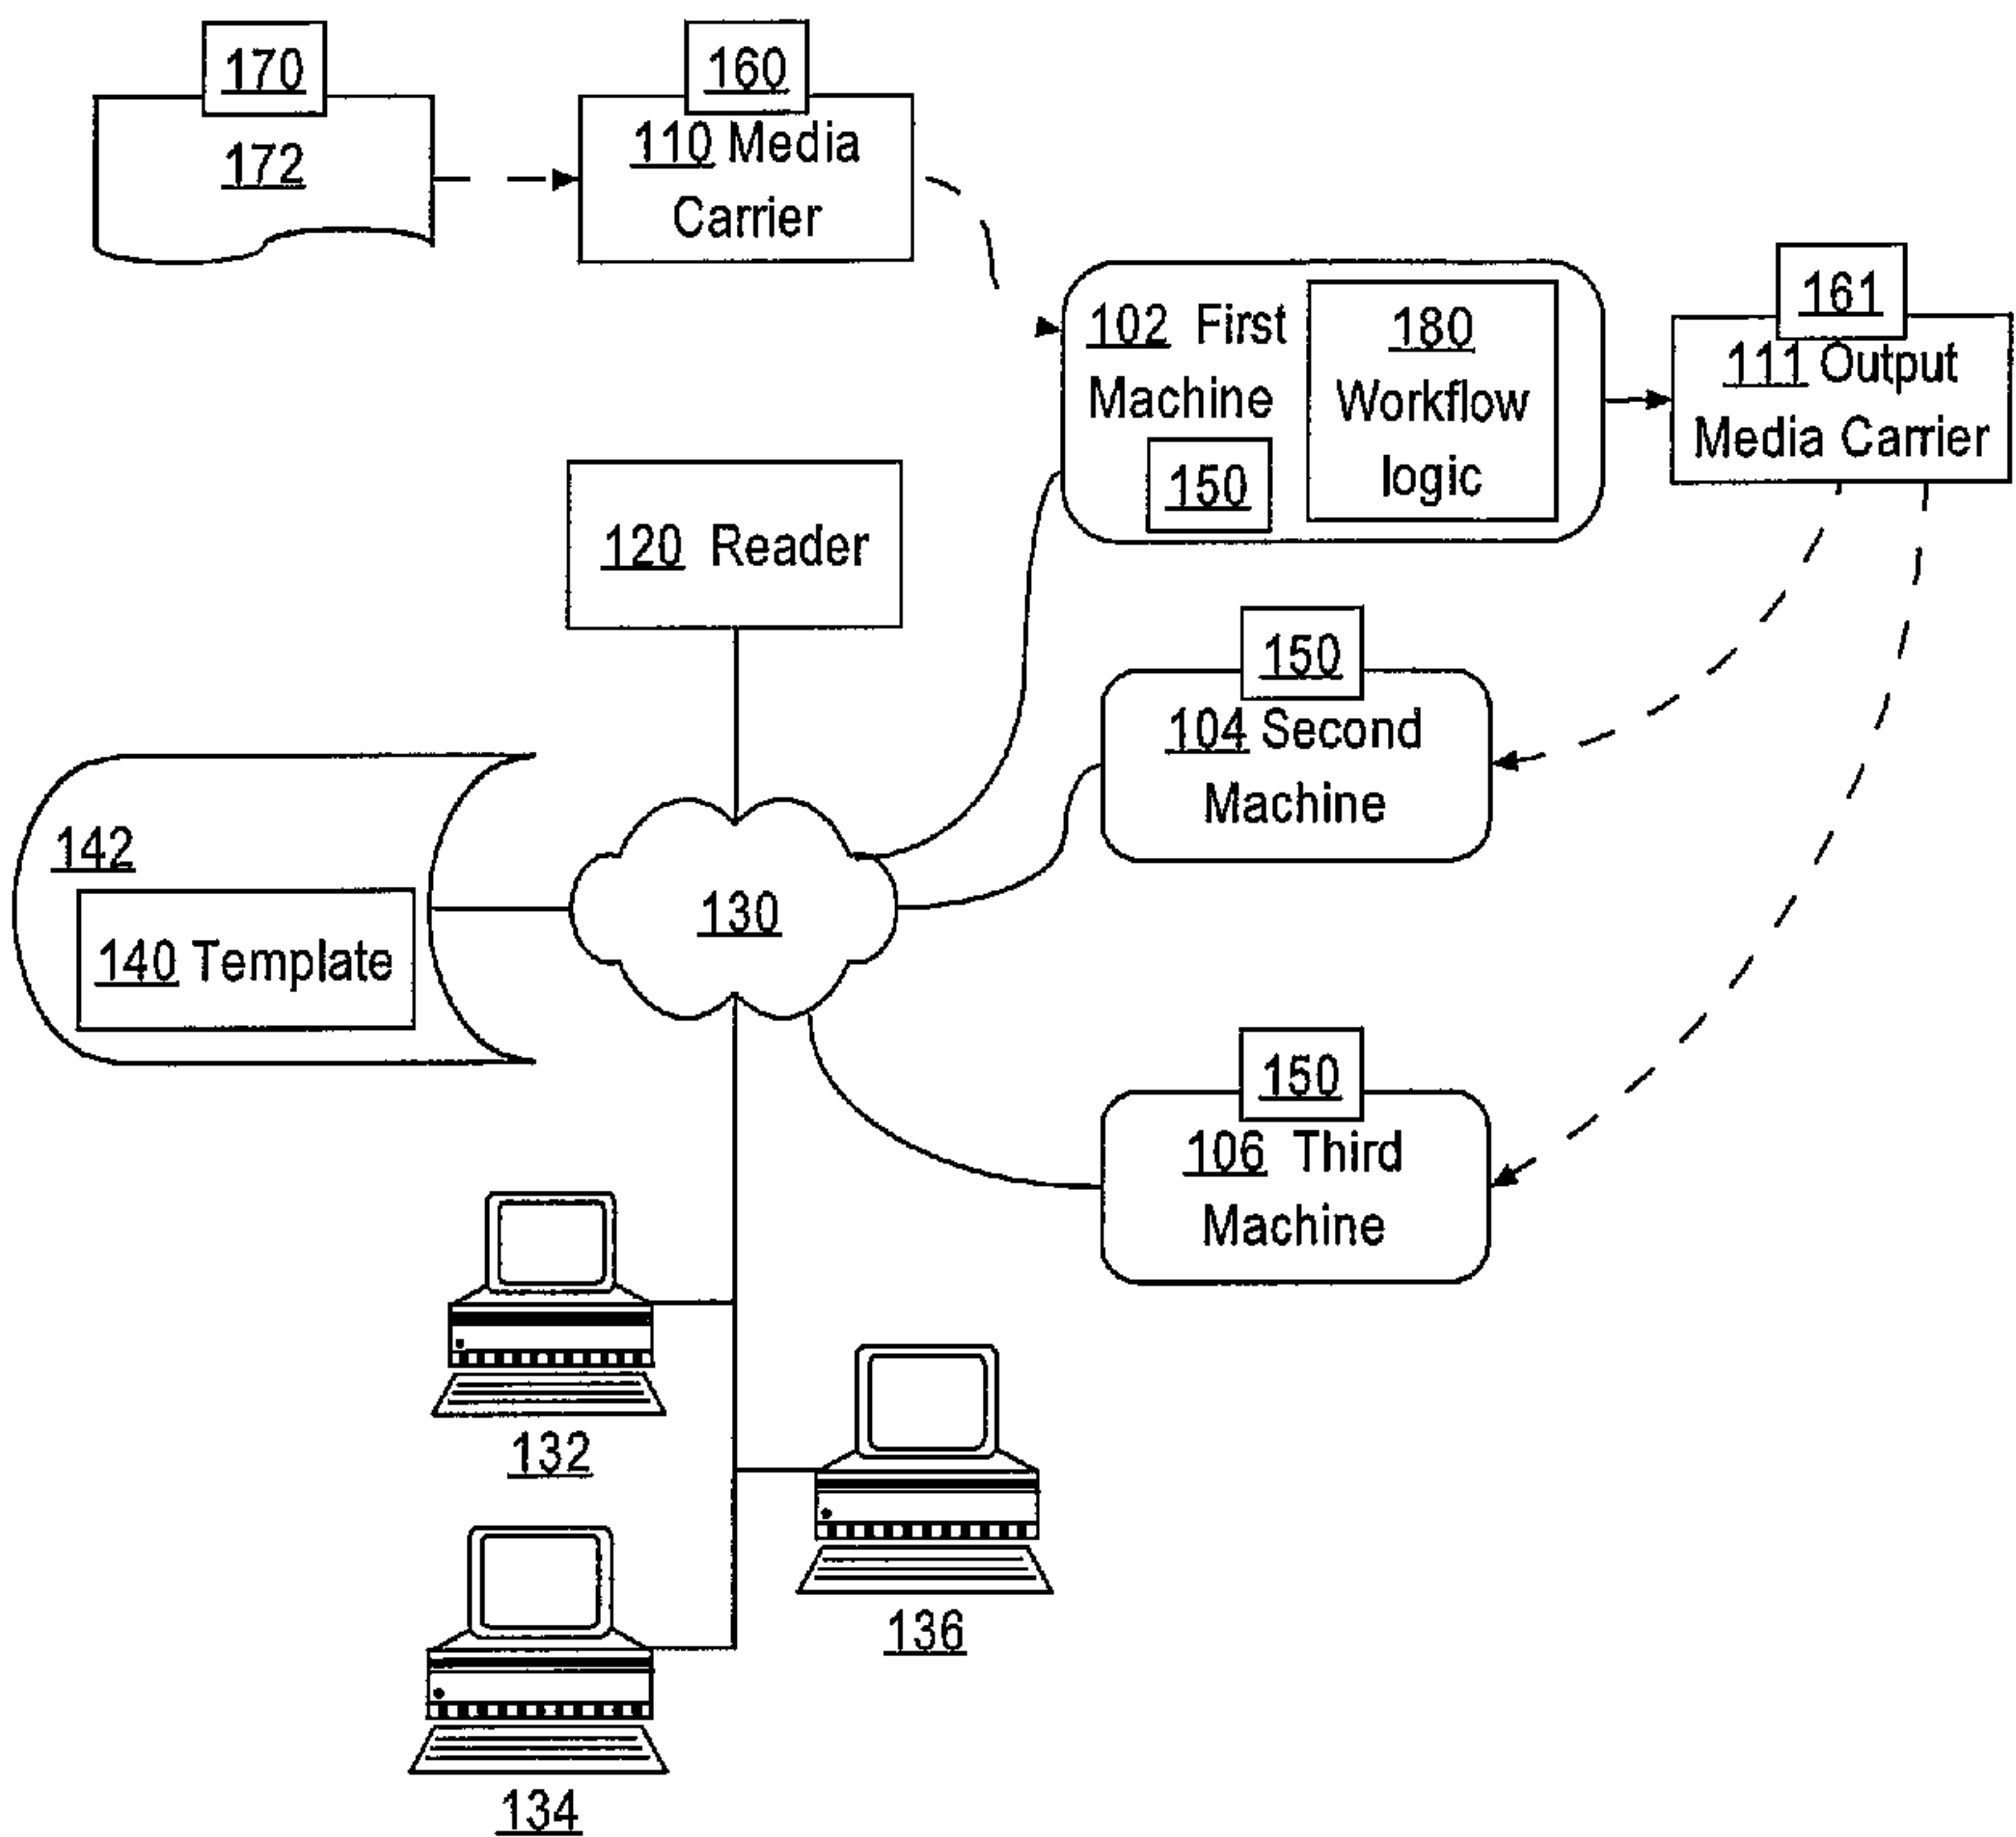 170
172
160
110 Media
Carrier
102 First
Machine
150
180
Workflow
logic
161
111 Output
Media Carrier
120 Reader
150
104 Second
Machine
142
140 Template
130
150
106 Third
Machine
132
136
134